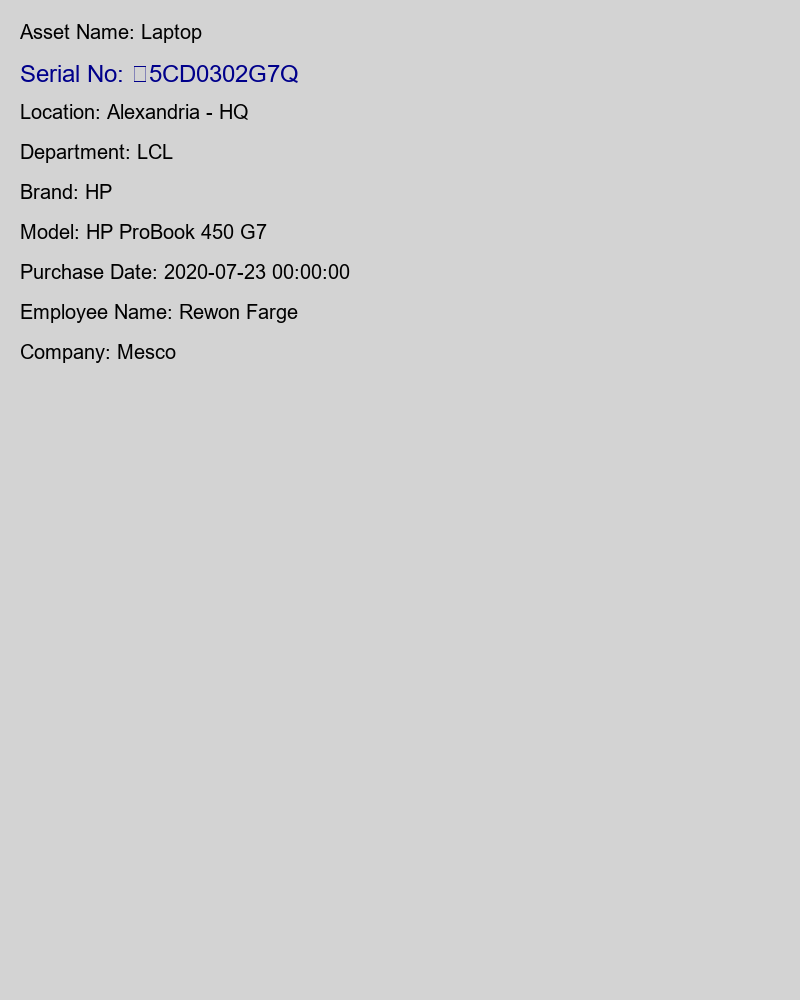 Asset Name: Laptop
Serial No: 5CD0302G7Q
Location: Alexandria - HQ
Department: LCL
Brand: HP
Model: HP ProBook 450 G7
Purchase Date: 2020-07-23 00:00:00
Employee Name: Rewon Farge
Company: Mesco